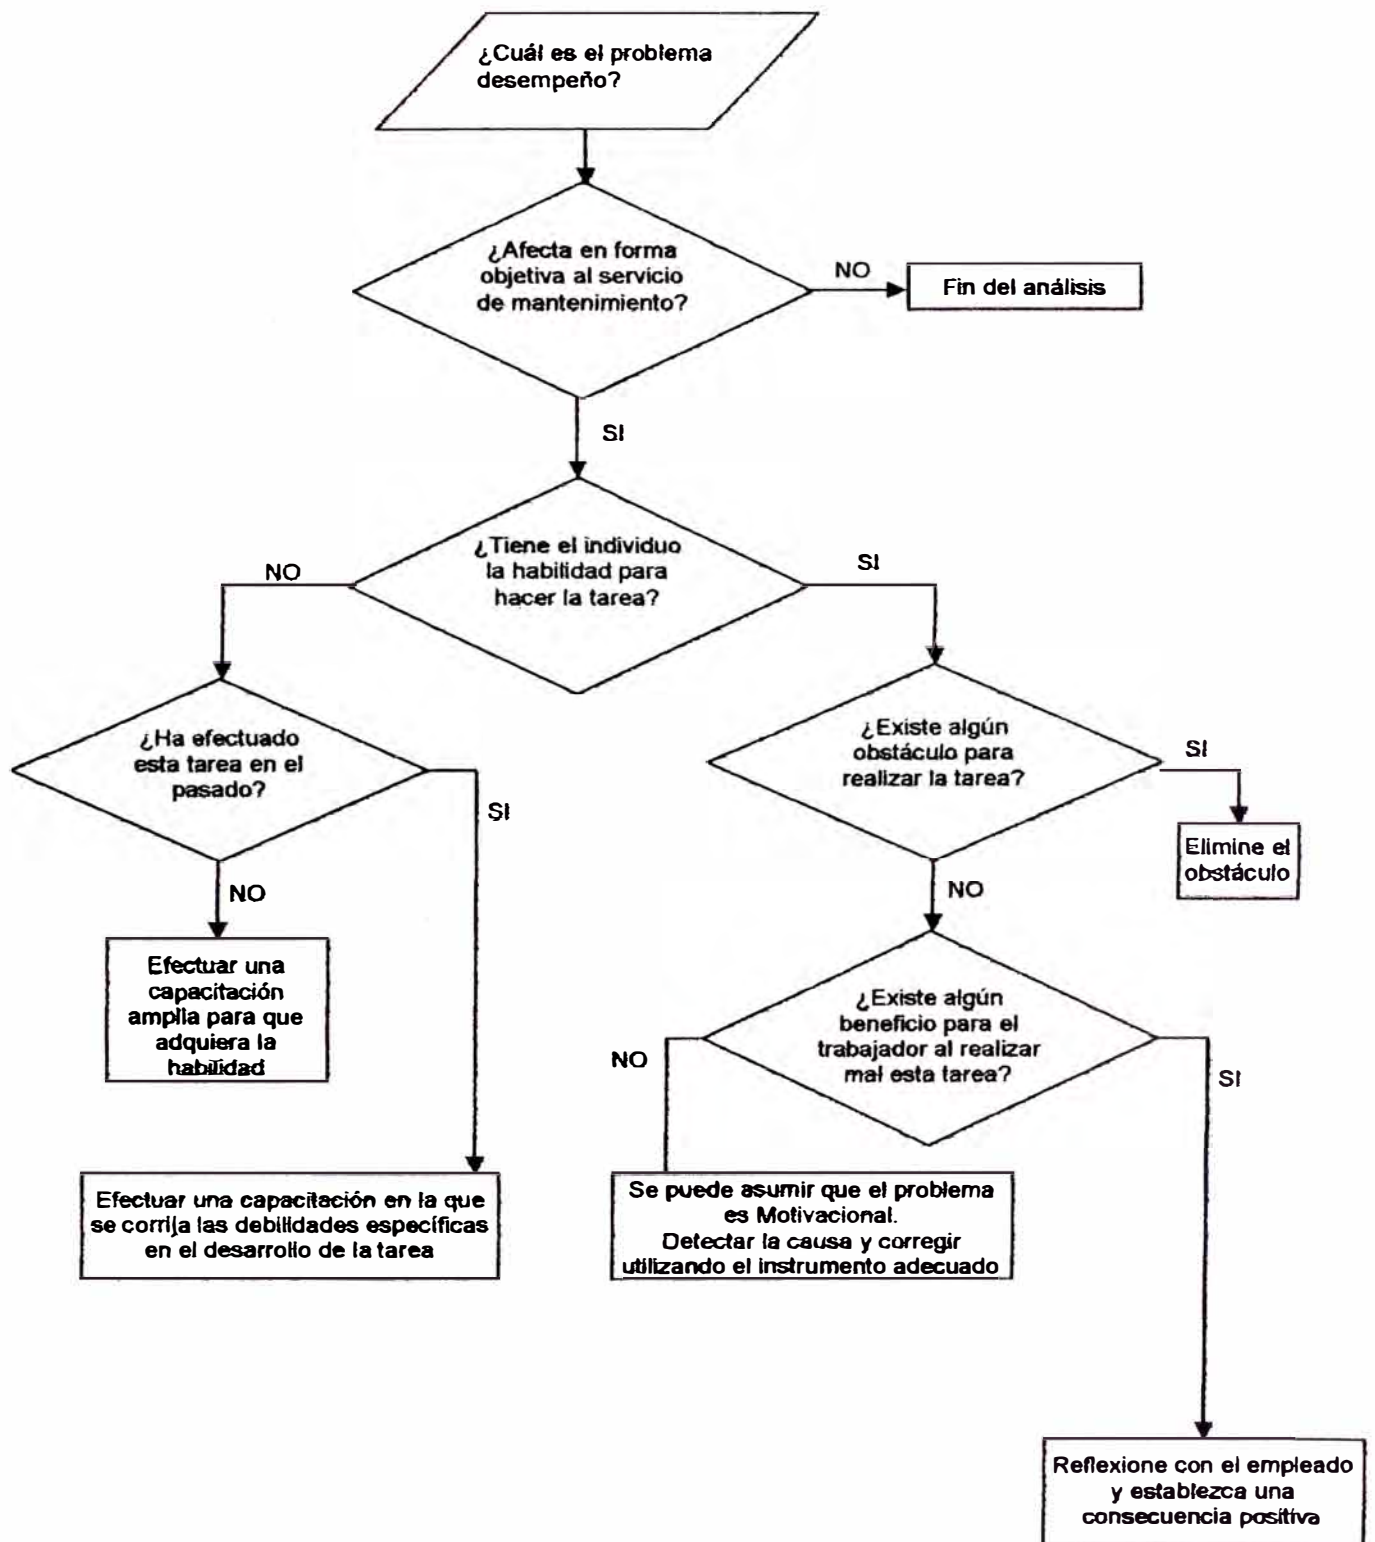 ¿Cuál es el problema
desempeño?
¿Afecta en forma
objetiva al servicio
de mantenimiento?
NO
Fin del análisis
SI
¿Tiene el individuo
la habilidad para
hacer la tarea?
NO
SI
¿Ha efectuado
esta tarea en el
pasado?
SI
NO
Efectuar una
capacitación
amplia para que
adquiera la
habilidad
Efectuar una capacitación en la que
se corrija las debilidades específicas
en el desarrollo de la tarea
¿Existe algún
obstáculo para
realizar la tarea?
SI
Elimine el
obstáculo
NO
¿Existe algún
beneficio para el
trabajador al realizar
mal esta tarea?
NO
SI
Se puede asumir que el problema
es Motivacional.
Detectar la causa y corregir
utilizando el instrumento adecuado
Reflexione con el empleado
y establezca una
consecuencia positiva